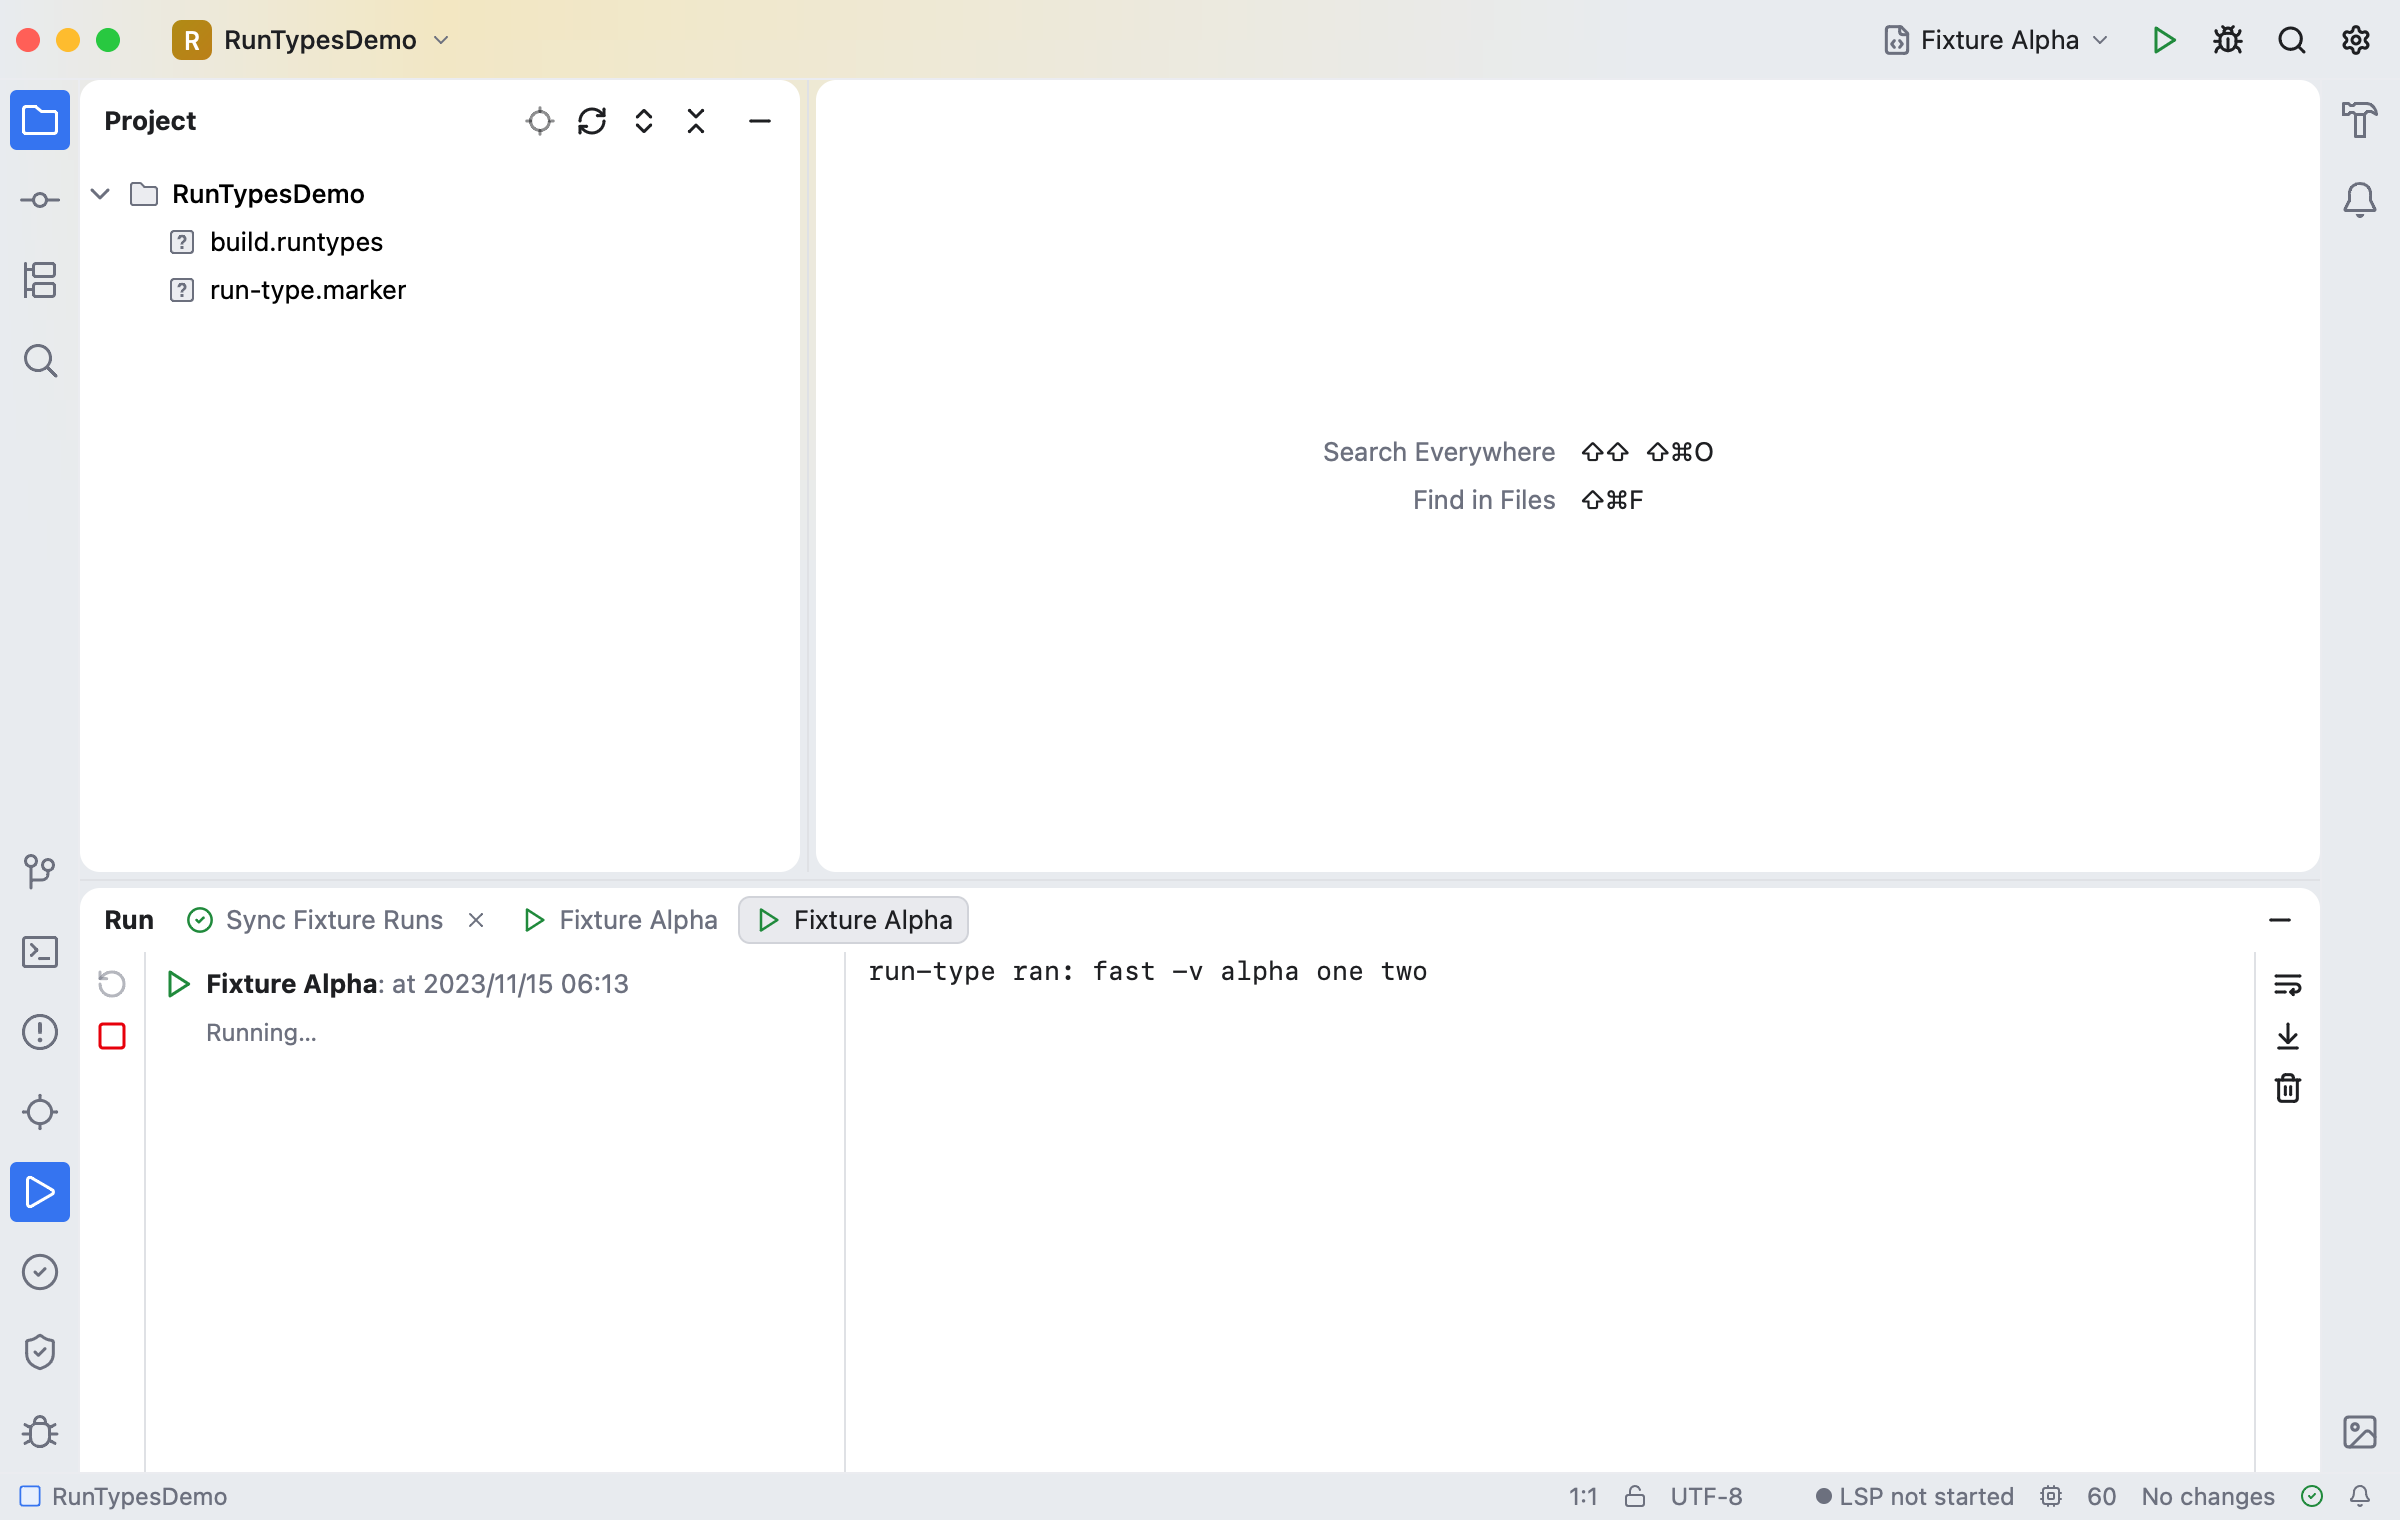 R RunTypesDemo
Fixture Alpha
Project
RunTypesDemo
build.runtypes
run-type.marker
Search Everywhere ⇧⇧ ⇧⌘O
Find in Files ⇧⌘F
Run Sync Fixture Runs Fixture Alpha Fixture Alpha
Fixture Alpha: at 2023/11/15 06:13
Running...
run-type ran: fast -v alpha one two
RunTypesDemo
1:1 UTF-8 LSP not started 60 No changes